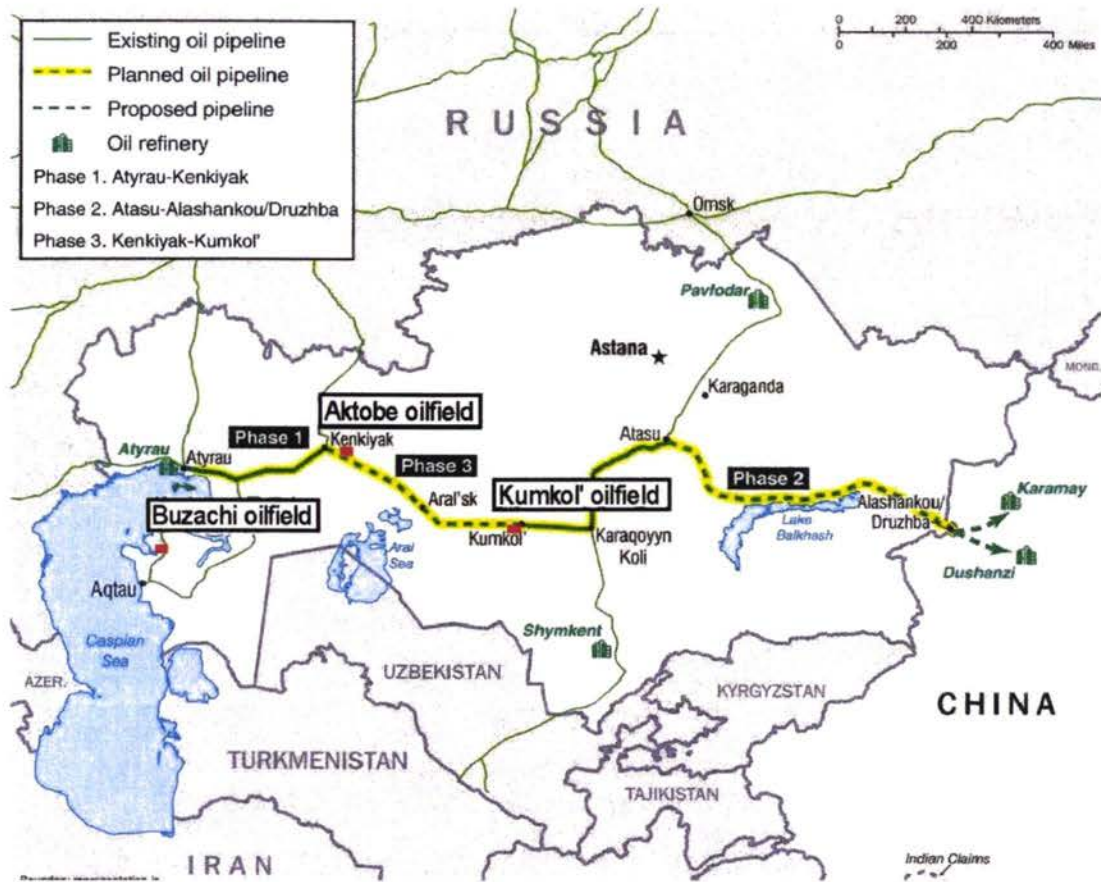 Existing oil pipeline
Planned oil pipeline
Proposed pipeline
Oil refinery
Phase 1. Atyrau-Kenkiyak
Phase 2. Atasu-Alashankou/Druzhba
Phase 3. Kenkiyak-Kumkol'
0 200 400 Kilometers
0 200 400 Miles
RUSSIA
Omsk
Pavlodar
Astana
Karaganda
MONG.
Aktobe oilfield
Phase 1
Kenkiyak
Atasu
Atyrau
Atyrau
Phase 3
Phase 2
Karamay
Aral'sk
Kumkol' oilfield
Alashankou/
Druzhba
Buzachi oilfield
Kumkol'
Karaqoyyn
Koli
Lake
Balkhash
Aral
Sea
Dushanzi
Aqtau
Shymkent
Caspian
Sea
UZBEKISTAN
KYRGYZSTAN
AZER.
CHINA
TURKMENISTAN
TAJIKISTAN
IRAN
Indian Claims